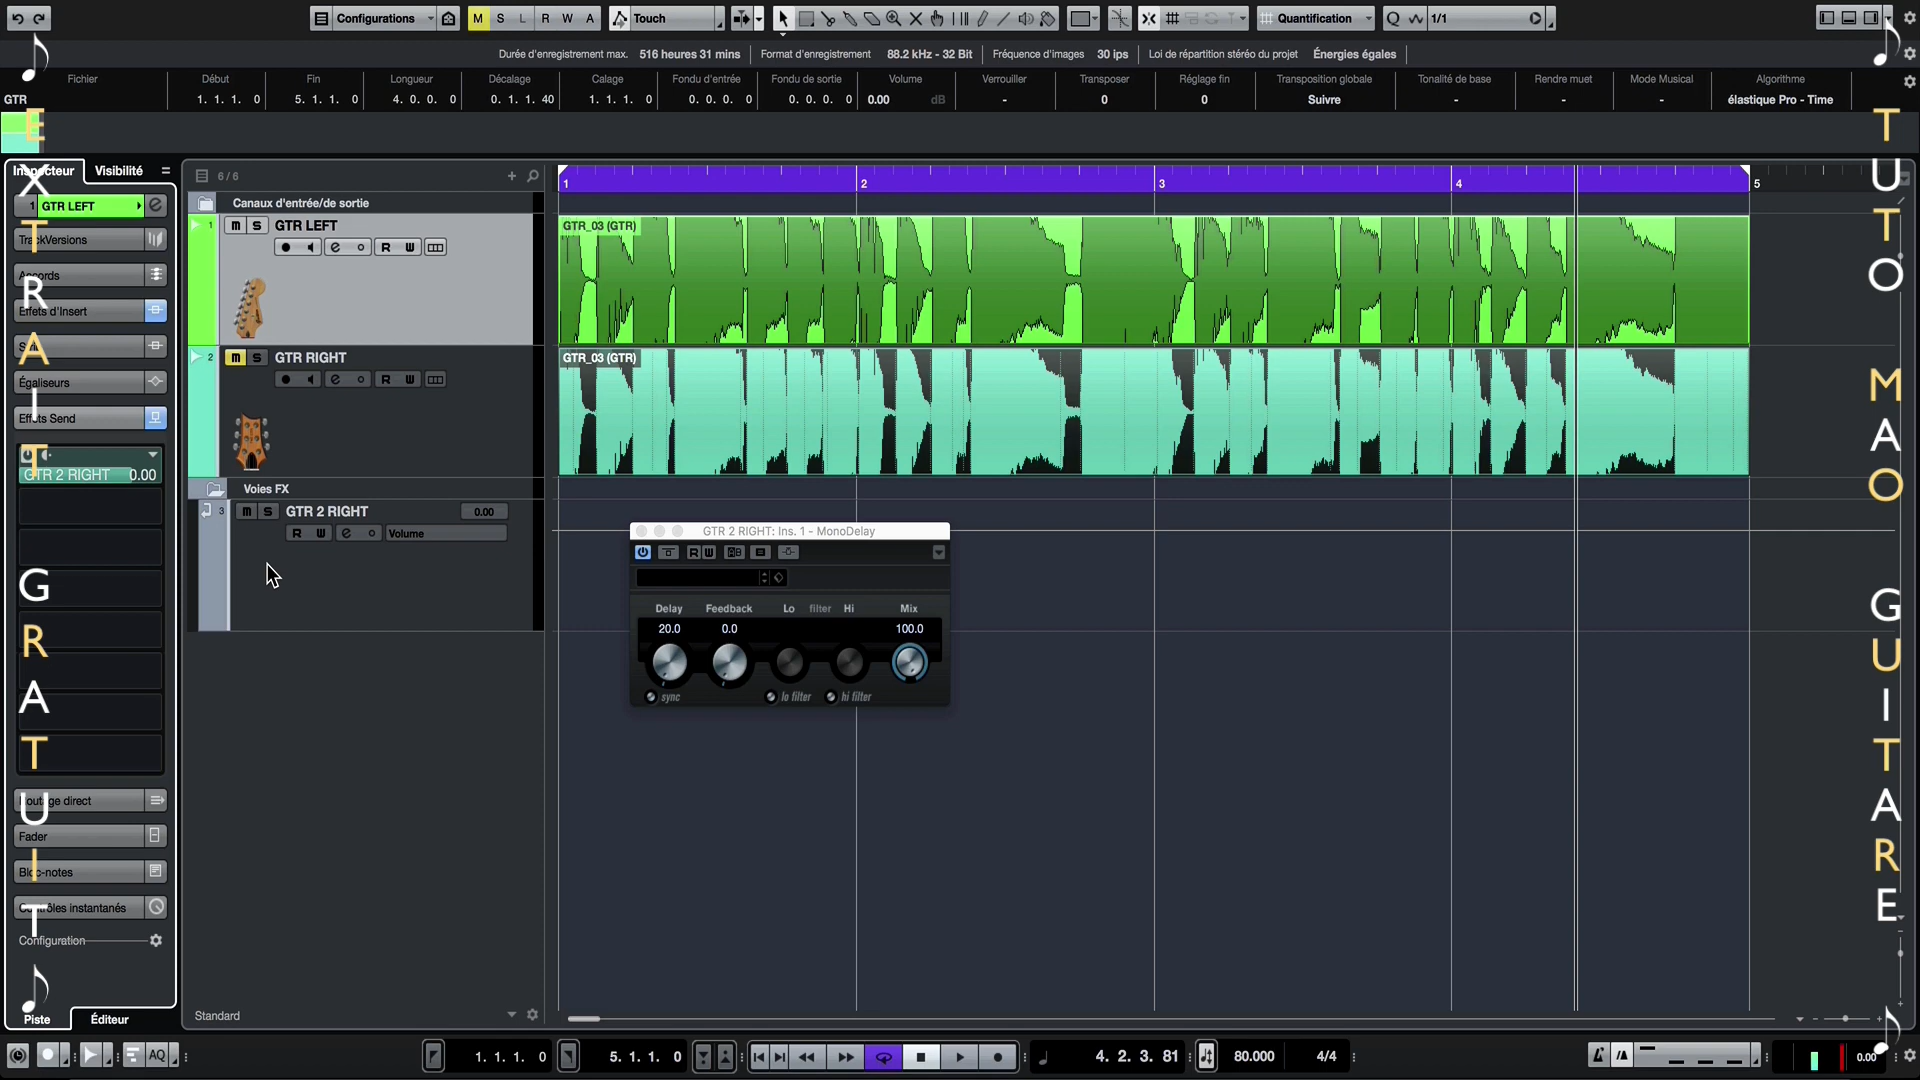 Configurations
M S L R W A
Touch
Quantification
Q 1/1
Durée d'enregistrement max. 516 heures 31 mins
Format d'enregistrement 88.2 kHz - 32 Bit
Fréquence d'images 30 ips
Loi de répartition stéréo du projet Énergies égales
Fichier Début Fin Longueur Décalage Calage Fondu d'entrée Fondu de sortie Volume Verrouiller Transposer Réglage fin Transposition globale Tonalité de base Rendre muet Mode Musical Algorithme
GTR 1. 1. 1. 0 5. 1. 1. 0 4. 0. 0. 0 0. 1. 1. 40 1. 1. 1. 0 0. 0. 0. 0 0. 0. 0. 0 0.00 dB - 0 0 Suivre - - - élastique Pro - Time
EXTRAIT GRATUIT
TUTO MAO GUITARE
Inspecteur Visibilité
1 GTR LEFT
TrackVersions
Accords
Effets d'Insert
Égaliseurs
Effets Send
GTR 2 RIGHT 0.00
Routage direct
Fader
Bloc-notes
Contrôles instantanés
Configuration
Piste Éditeur
6/6
Canaux d'entrée/de sortie
1 m S GTR LEFT
R W
2 m S GTR RIGHT
R W
Voies FX
3 m S GTR 2 RIGHT 0.00
R W Volume
Standard
1 2 3 4 5
GTR_03 (GTR)
GTR_03 (GTR)
GTR 2 RIGHT: Ins. 1 - MonoDelay
R W
Delay Feedback Lo filter Hi Mix
20.0 0.0 100.0
sync lo filter hi filter
AQ
1. 1. 1. 0
5. 1. 1. 0
4. 2. 3. 81
80.000
4/4
0.00